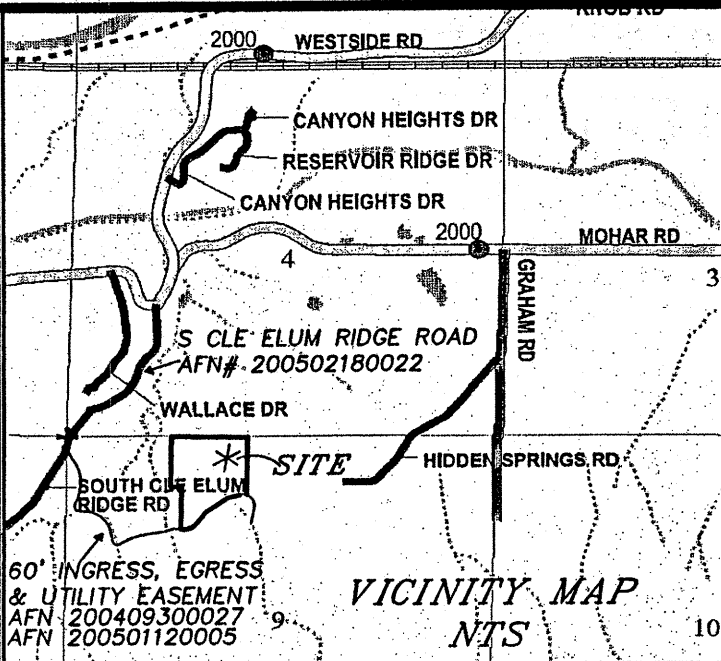 KNOB RD
2000
WESTSIDE RD
CANYON HEIGHTS DR
RESERVOIR RIDGE DR
CANYON HEIGHTS DR
2000
MOHAR RD
4
3
GRAHAM RD
S CLE ELUM RIDGE ROAD
AFN# 200502180022
WALLACE DR
SITE
HIDDEN SPRINGS RD
SOUTH CLE ELUM
RIDGE RD
60' INGRESS, EGRESS
& UTILITY EASEMENT
AFN 200409300027
AFN 200501120005
9
VICINITY MAP
NTS
10